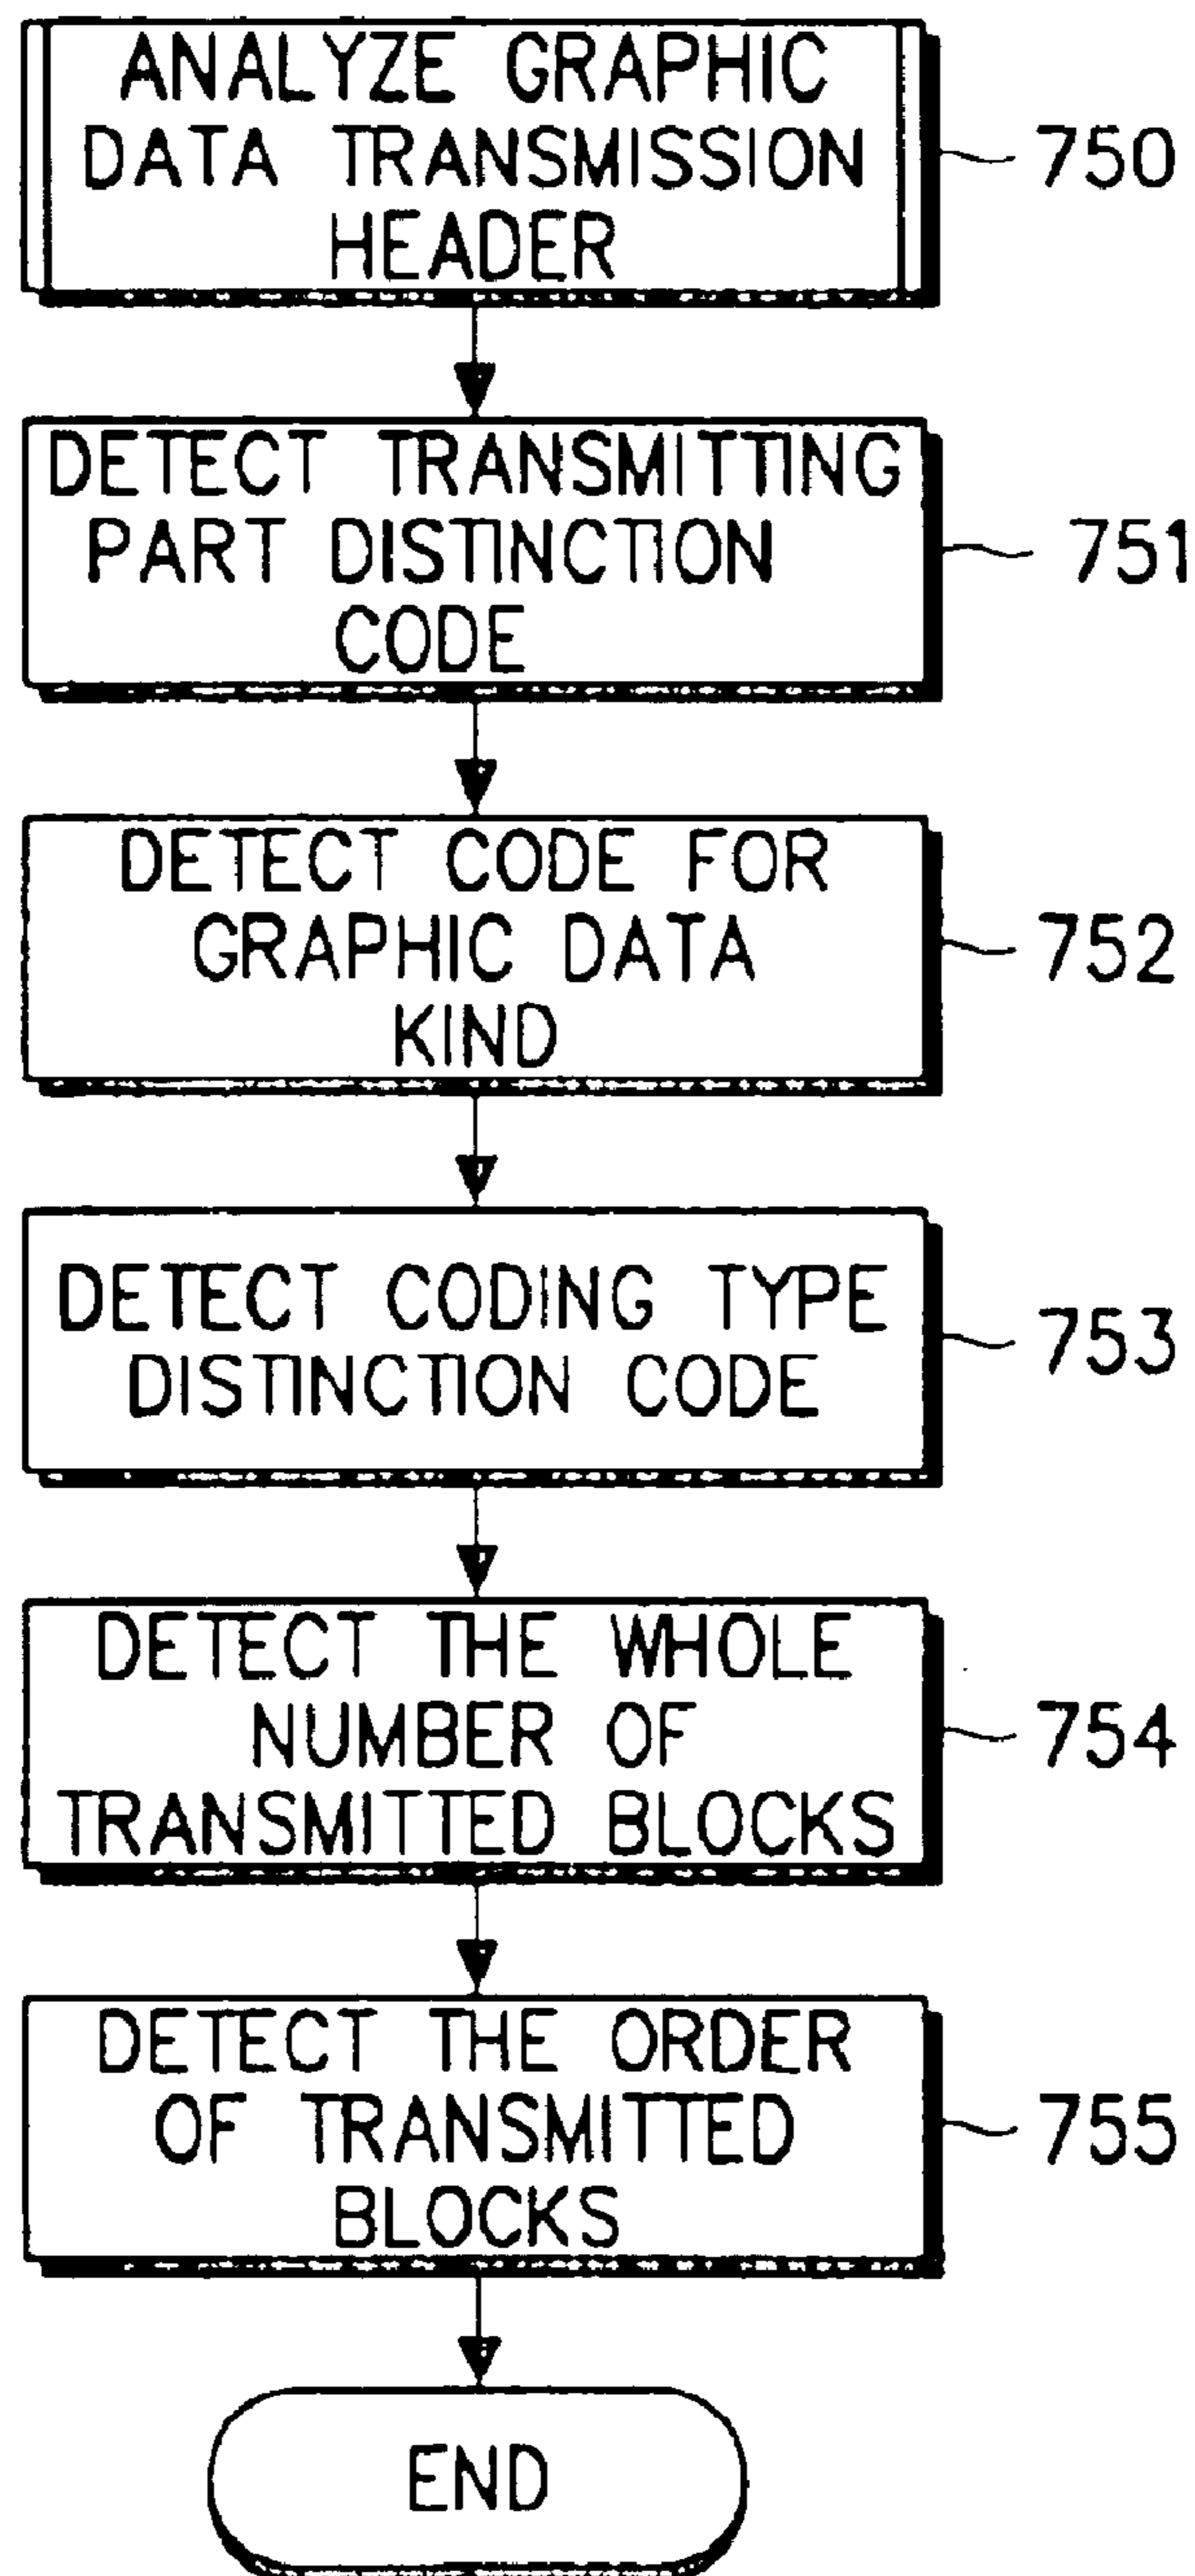 ANALYZE GRAPHIC
DATA TRANSMISSION
HEADER
750
DETECT TRANSMITTING
PART DISTINCTION
CODE
751
DETECT CODE FOR
GRAPHIC DATA
KIND
752
DETECT CODING TYPE
DISTINCTION CODE
753
DETECT THE WHOLE
NUMBER OF
TRANSMITTED BLOCKS
754
DETECT THE ORDER
OF TRANSMITTED
BLOCKS
755
END